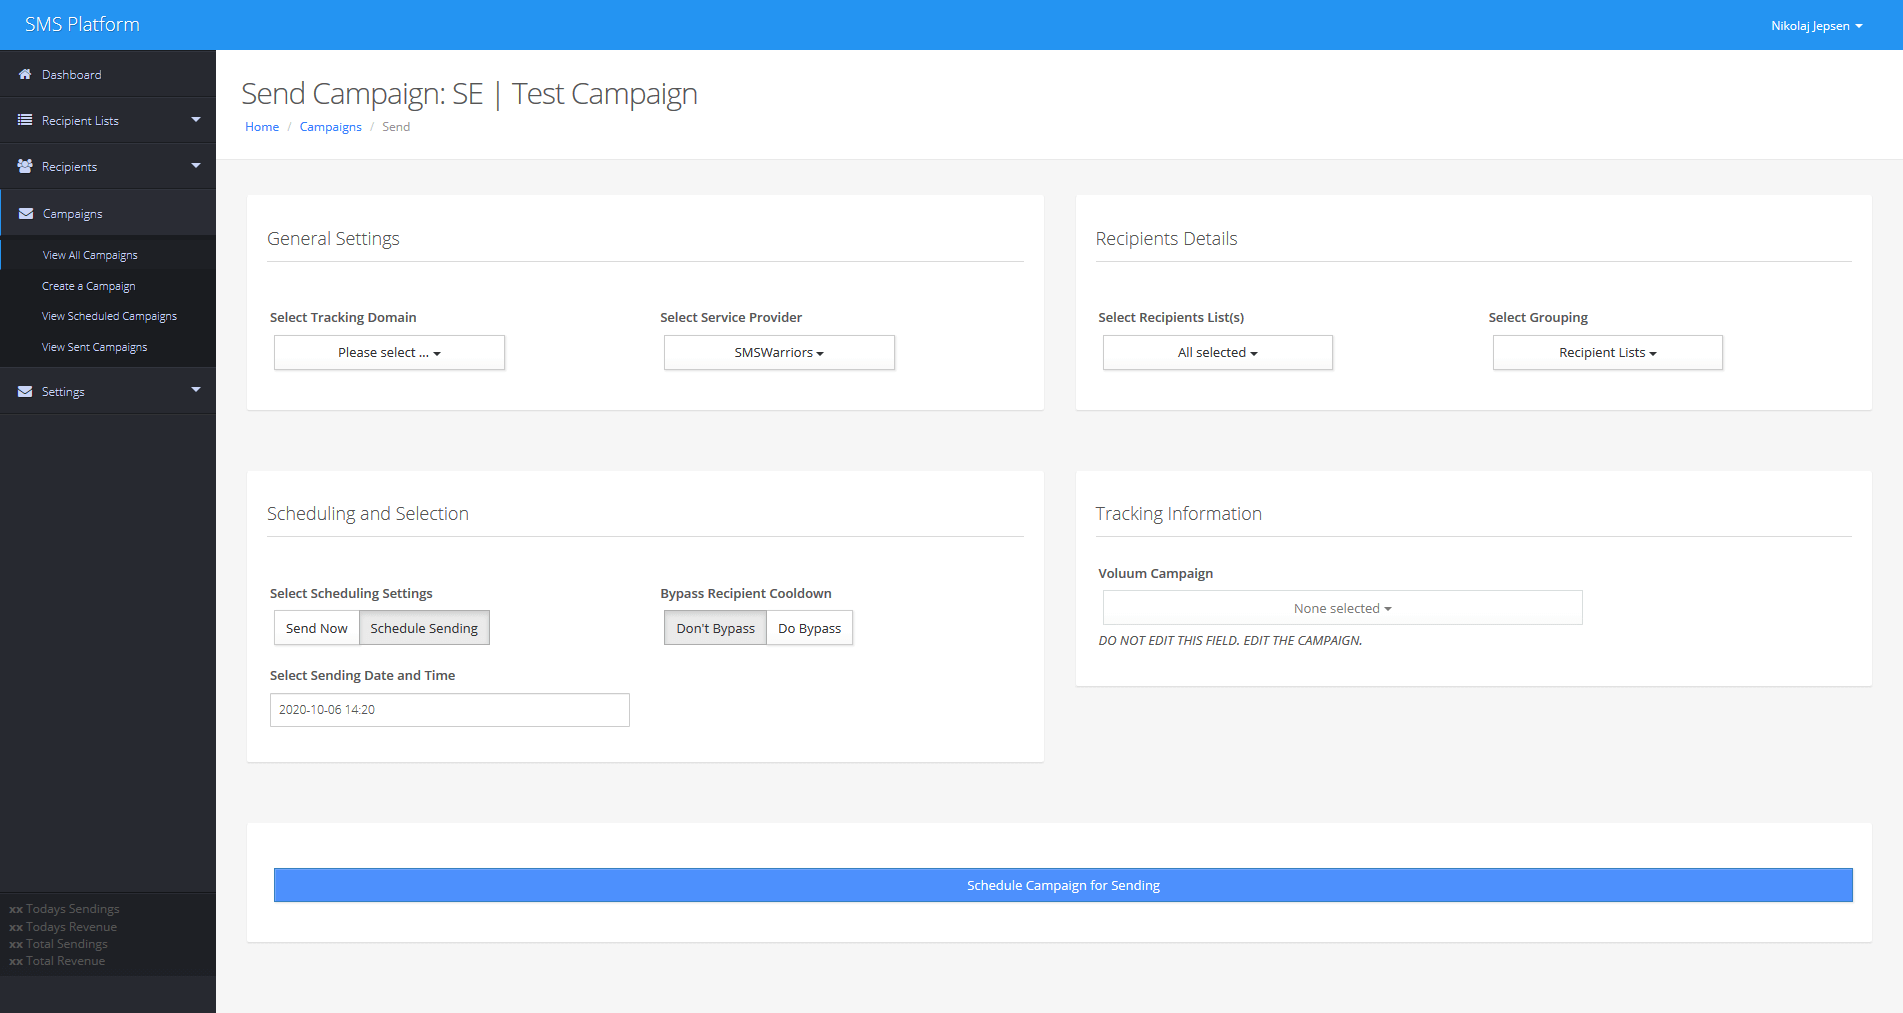 SMS Platform
Nikolaj Jepsen
Dashboard
Recipient Lists
Recipients
Campaigns
View All Campaigns
Create a Campaign
View Scheduled Campaigns
View Sent Campaigns
Settings
xx Todays Sendings
xx Todays Revenue
xx Total Sendings
xx Total Revenue
Send Campaign: SE | Test Campaign
Home / Campaigns / Send
General Settings
Select Tracking Domain
Please select ...
Select Service Provider
SMSWarriors
Recipients Details
Select Recipients List(s)
All selected
Select Grouping
Recipient Lists
Scheduling and Selection
Select Scheduling Settings
Send Now
Schedule Sending
Bypass Recipient Cooldown
Don't Bypass
Do Bypass
Select Sending Date and Time
2020-10-06 14:20
Tracking Information
Voluum Campaign
None selected
DO NOT EDIT THIS FIELD. EDIT THE CAMPAIGN.
Schedule Campaign for Sending